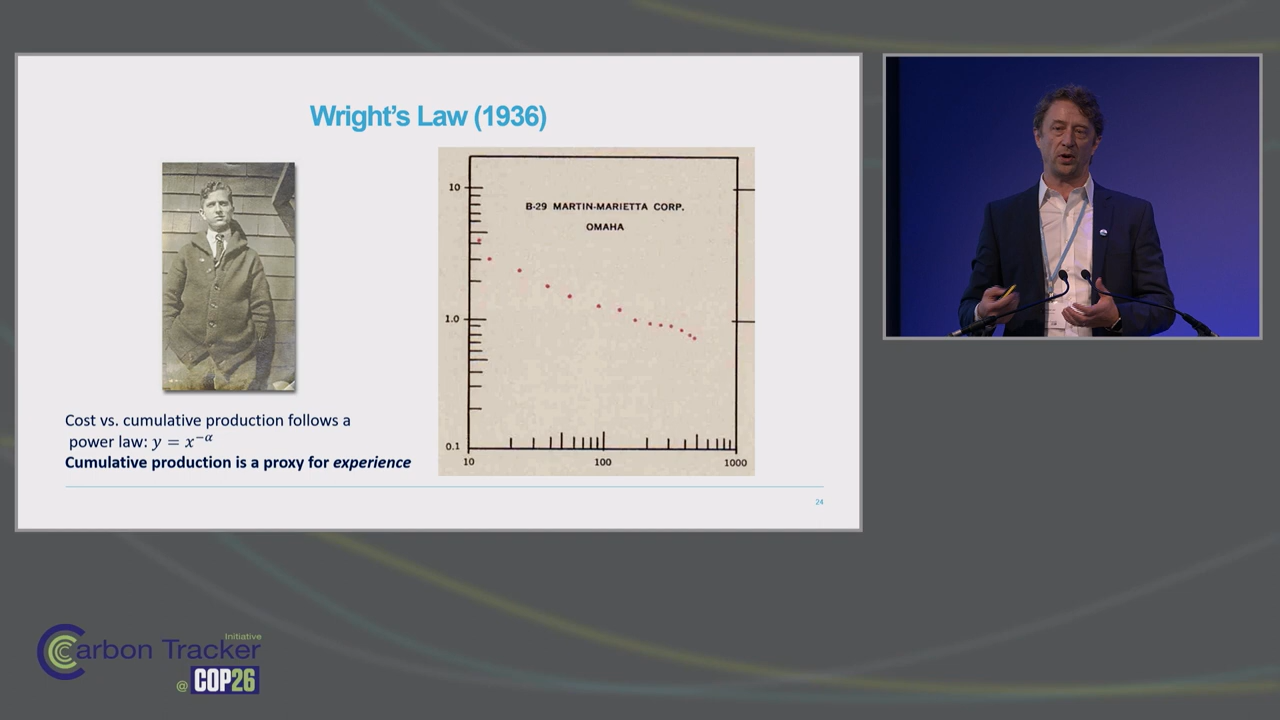 Wright's Law (1936)
B-29 MARTIN-MARIETTA CORP.
OMAHA
10
1.0
0.1
10
100
1000
Cost vs. cumulative production follows a
power law: y = x^{-α}
Cumulative production is a proxy for experience
24
Carbon Tracker
Initiative
@ COP26